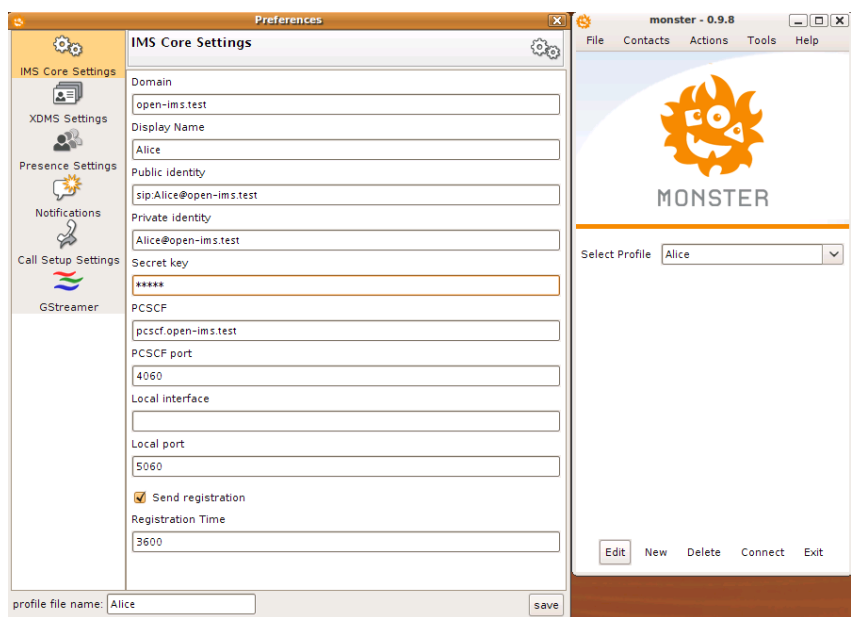 Preferences
IMS Core Settings
XDMS Settings
Presence Settings
Notifications
Call Setup Settings
GStreamer
IMS Core Settings
Domain
open-ims.test
Display Name
Alice
Public identity
sip:Alice@open-ims.test
Private identity
Alice@open-ims.test
Secret key
*****
PCSCF
pcscf.open-ims.test
PCSCF port
4060
Local interface
Local port
5060
Send registration
Registration Time
3600
profile file name: Alice
save
monster - 0.9.8
File Contacts Actions Tools Help
MONSTER
Select Profile Alice
Edit New Delete Connect Exit